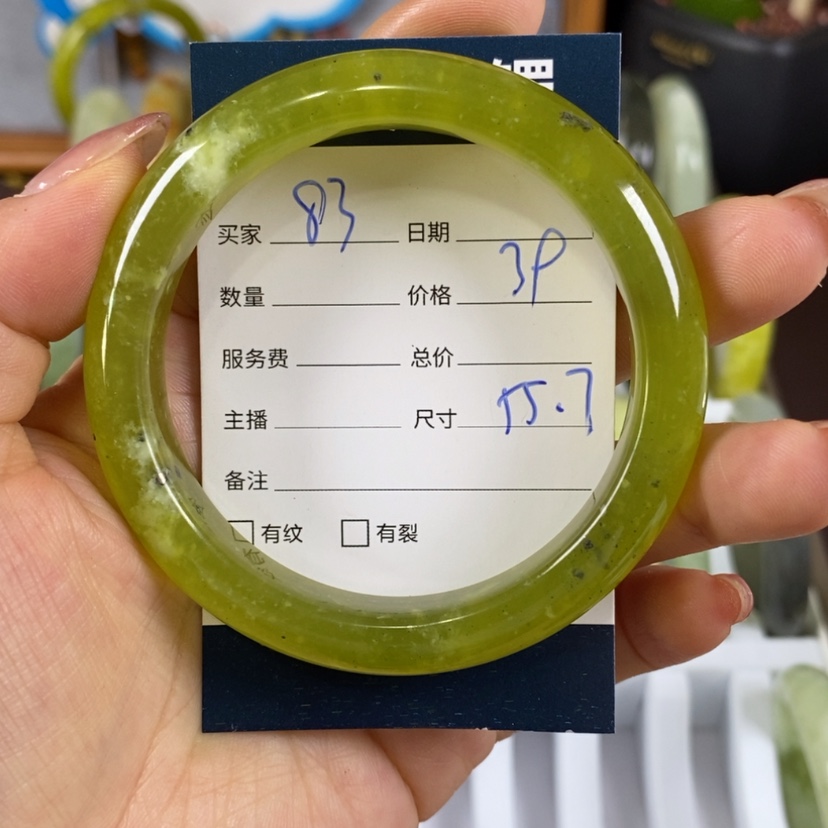 镯
买家 83 日期
数量 价格 3P
服务费 总价
主播 尺寸 55.7
备注
有纹 有裂